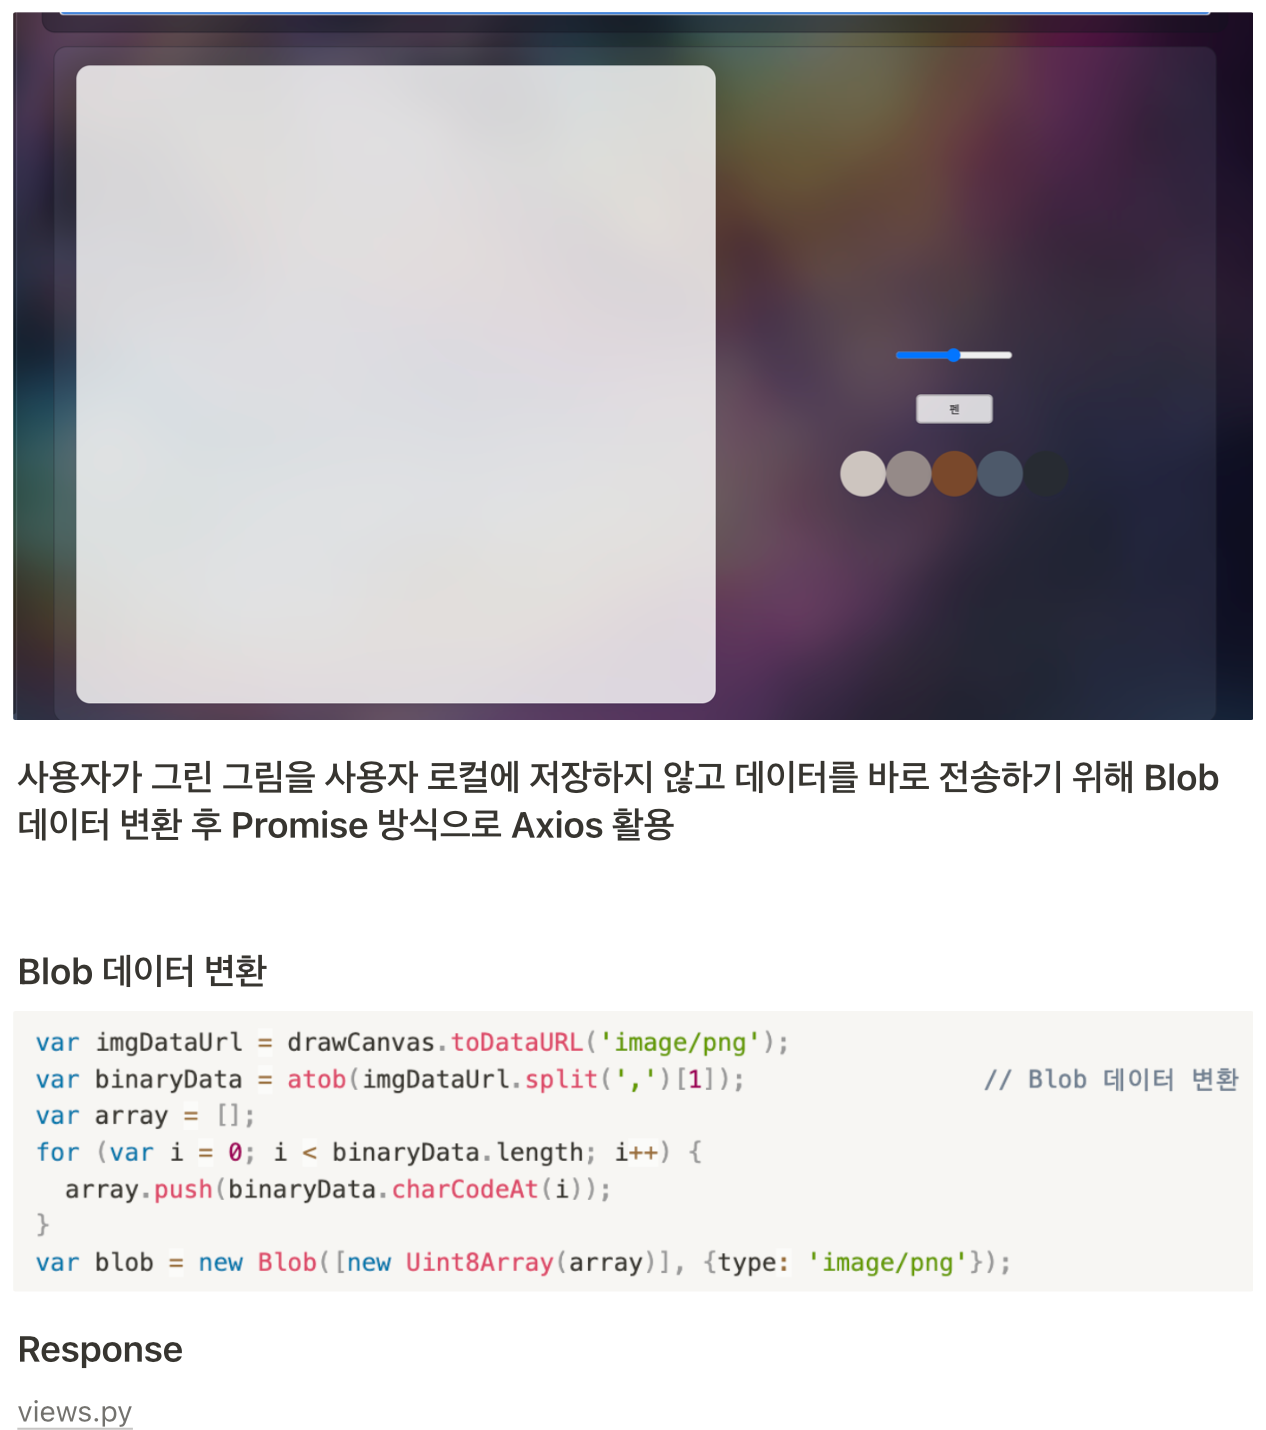 펜
사용자가 그린 그림을 사용자 로컬에 저장하지 않고 데이터를 바로 전송하기 위해 Blob
데이터 변환 후 Promise 방식으로 Axios 활용
Blob 데이터 변환
var imgDataUrl = drawCanvas.toDataURL('image/png');
var binaryData = atob(imgDataUrl.split(',')[1]);                // Blob 데이터 변환
var array = [];
for (var i = 0; i < binaryData.length; i++) {
  array.push(binaryData.charCodeAt(i));
}
var blob = new Blob([new Uint8Array(array)], {type: 'image/png'});
Response
views.py